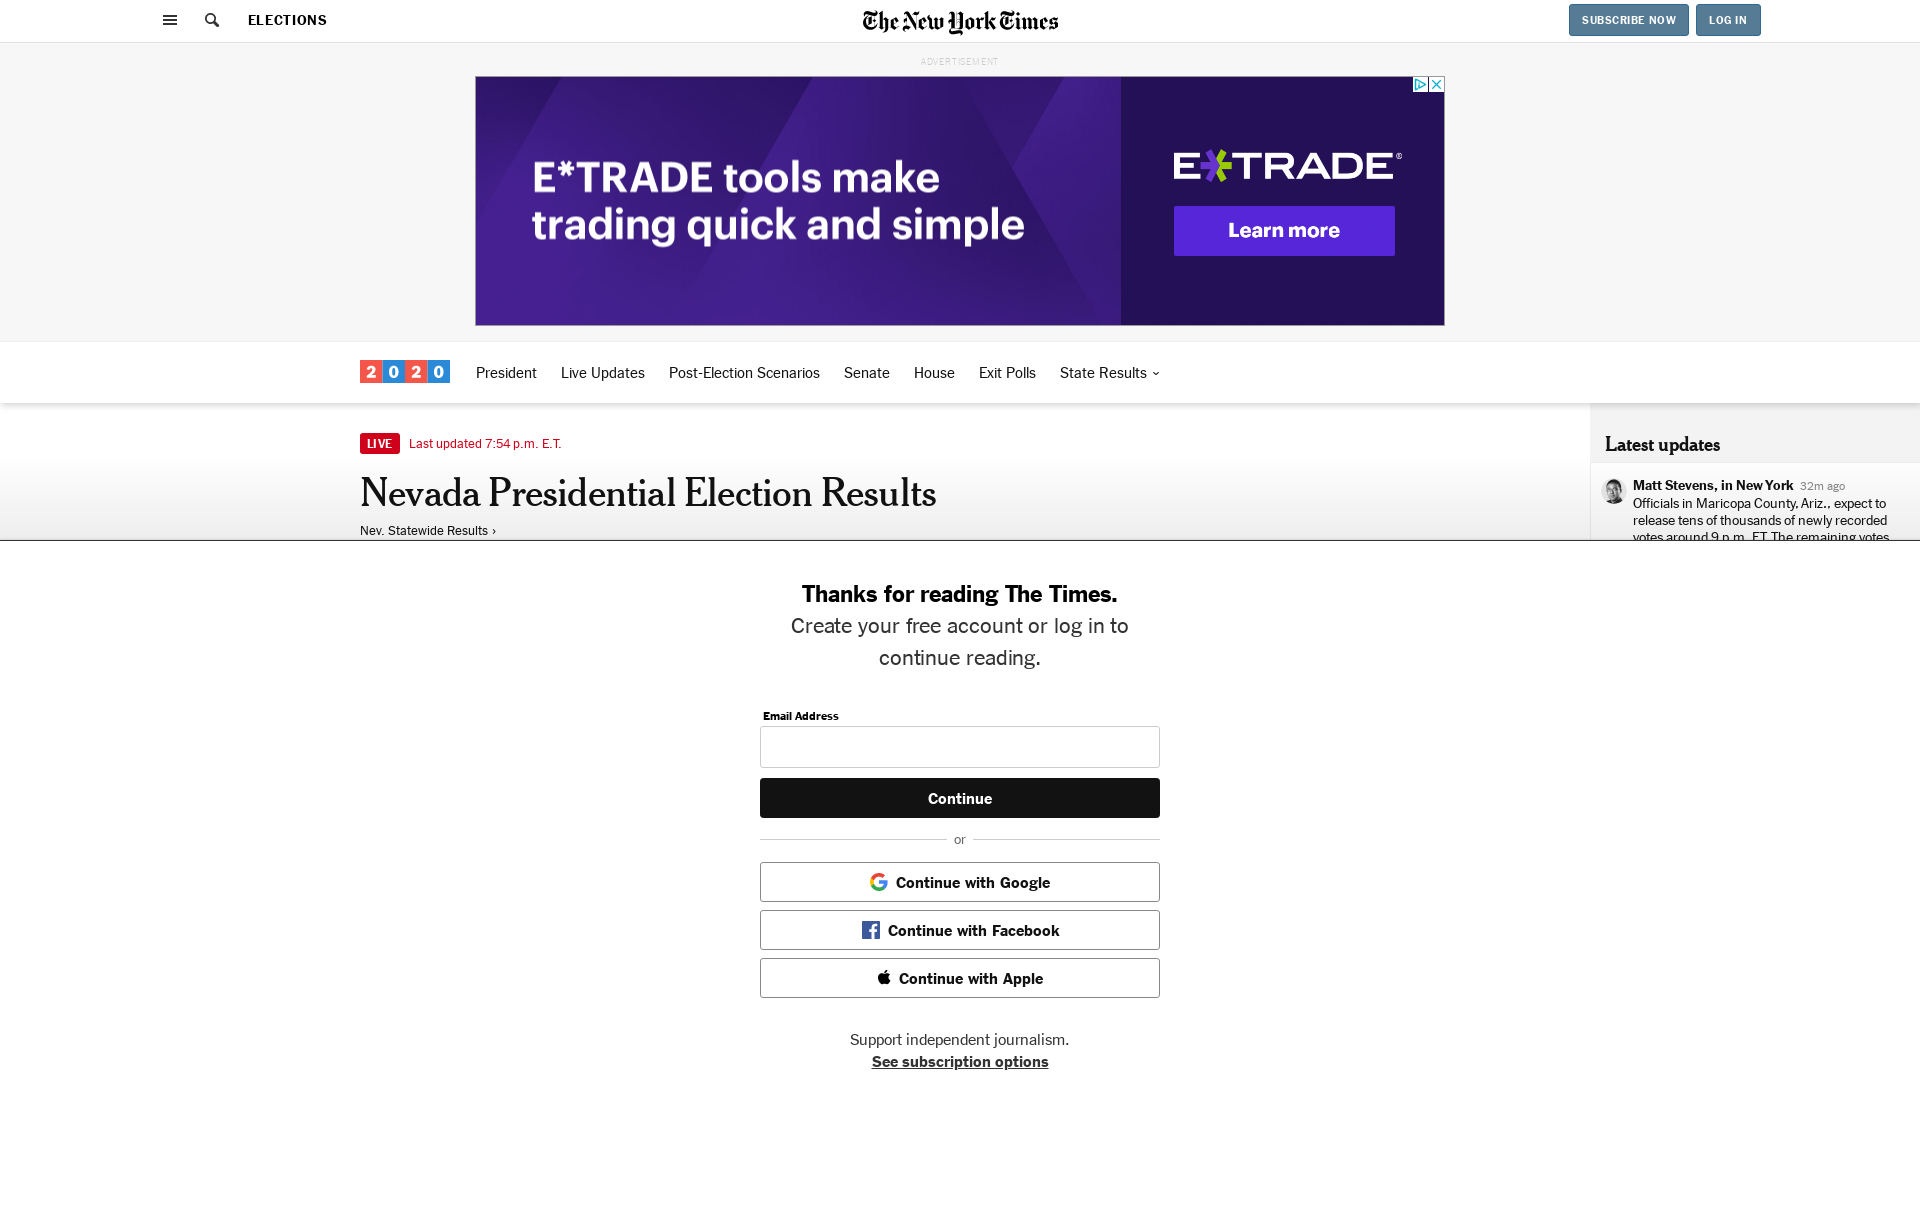 ELECTIONS
The New York Times
SUBSCRIBE NOW
LOG IN
ADVERTISEMENT
E*TRADE tools make
trading quick and simple
E*TRADE®
Learn more
2020
President
Live Updates
Post-Election Scenarios
Senate
House
Exit Polls
State Results
LIVE
Last updated 7:54 p.m. E.T.
Nevada Presidential Election Results
Nev. Statewide Results ›
Latest updates
Matt Stevens, in New York 32m ago
Officials in Maricopa County, Ariz., expect to
release tens of thousands of newly recorded
votes around 9 p.m. ET. The remaining votes
Thanks for reading The Times.
Create your free account or log in to
continue reading.
Email Address
Continue
or
Continue with Google
Continue with Facebook
Continue with Apple
Support independent journalism.
See subscription options